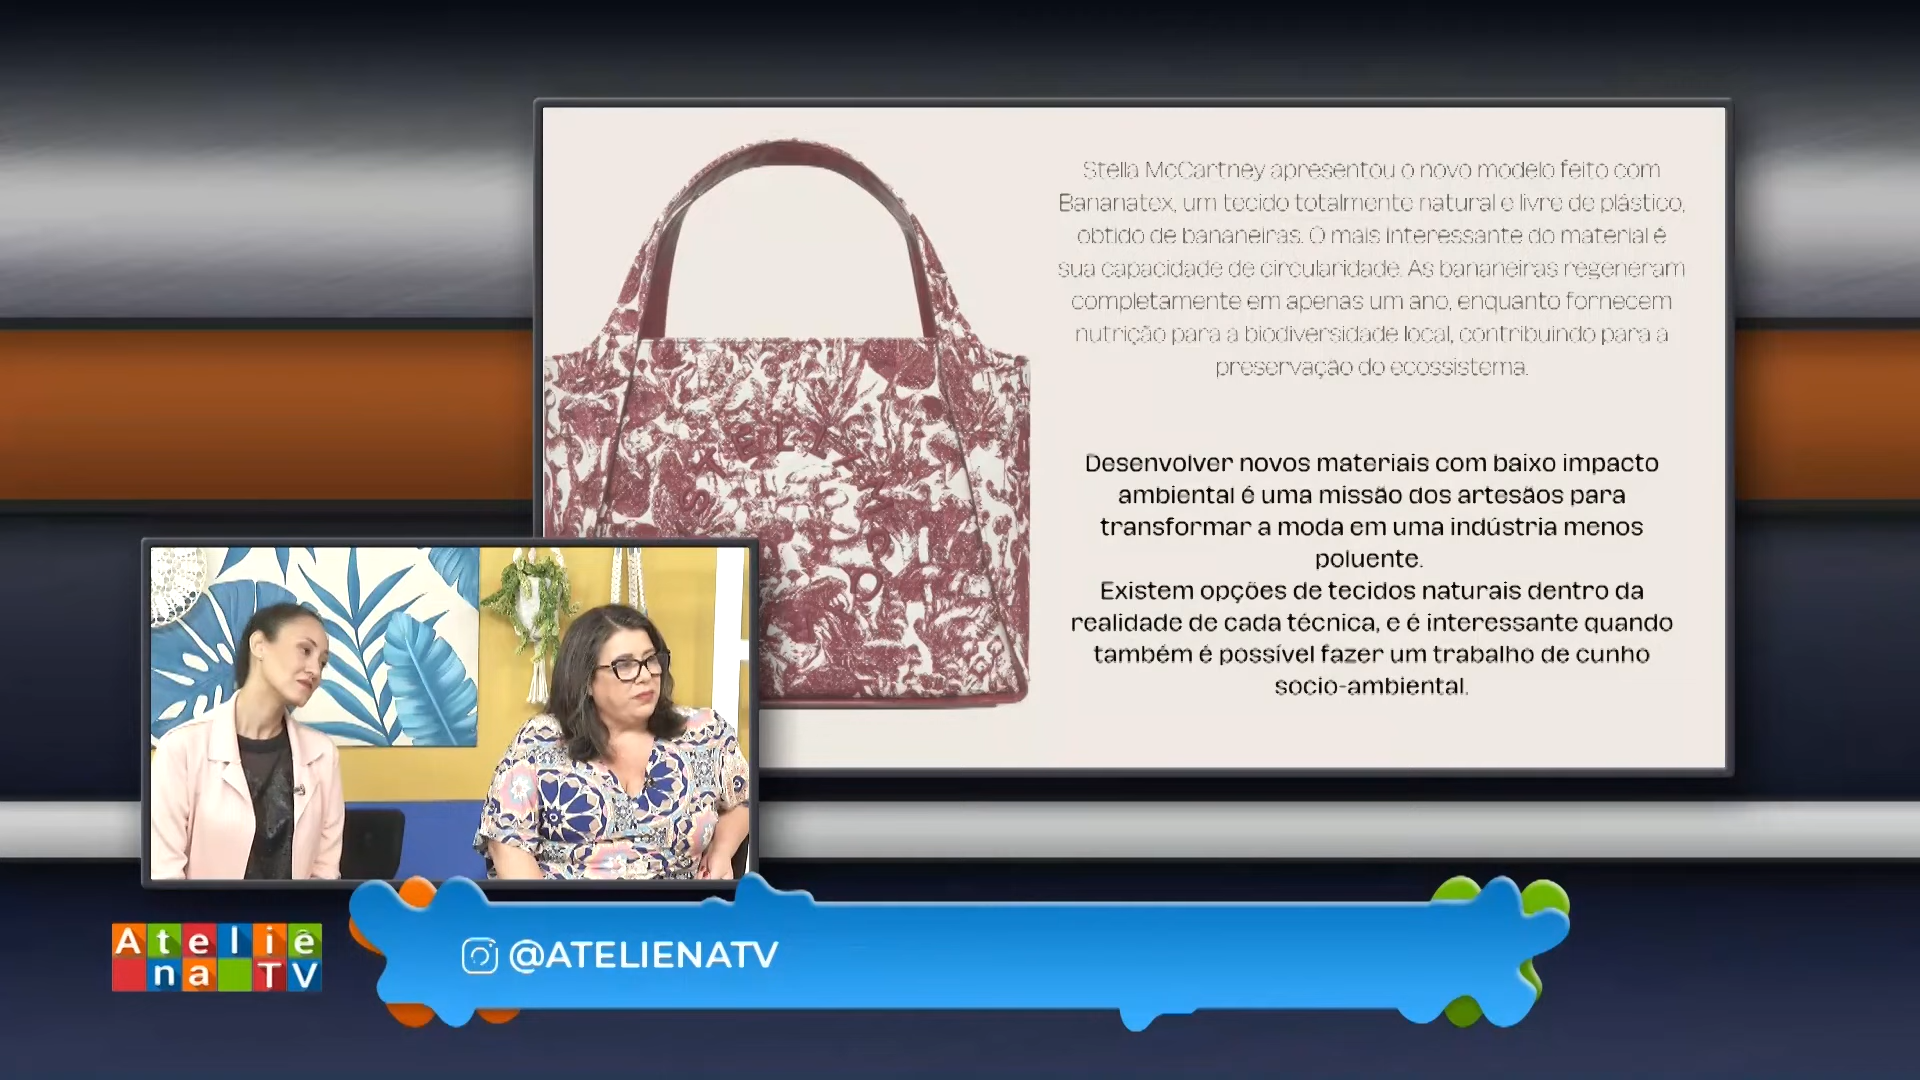 Stella McCartney apresentou o novo modelo feito com
Bananatex, um tecido totalmente natural e livre de plástico,
obtido de bananeiras. O mais interessante do material é
sua capacidade de circularidade. As bananeiras regeneram
completamente em apenas um ano, enquanto fornecem
nutrição para a biodiversidade local, contribuindo para a
preservação do ecossistema.
Desenvolver novos materiais com baixo impacto
ambiental é uma missão dos artesãos para
transformar a moda em uma indústria menos
poluente.
Existem opções de tecidos naturais dentro da
realidade de cada técnica, e é interessante quando
também é possível fazer um trabalho de cunho
socio-ambiental.
Ateliê
na TV
@ATELIENATV